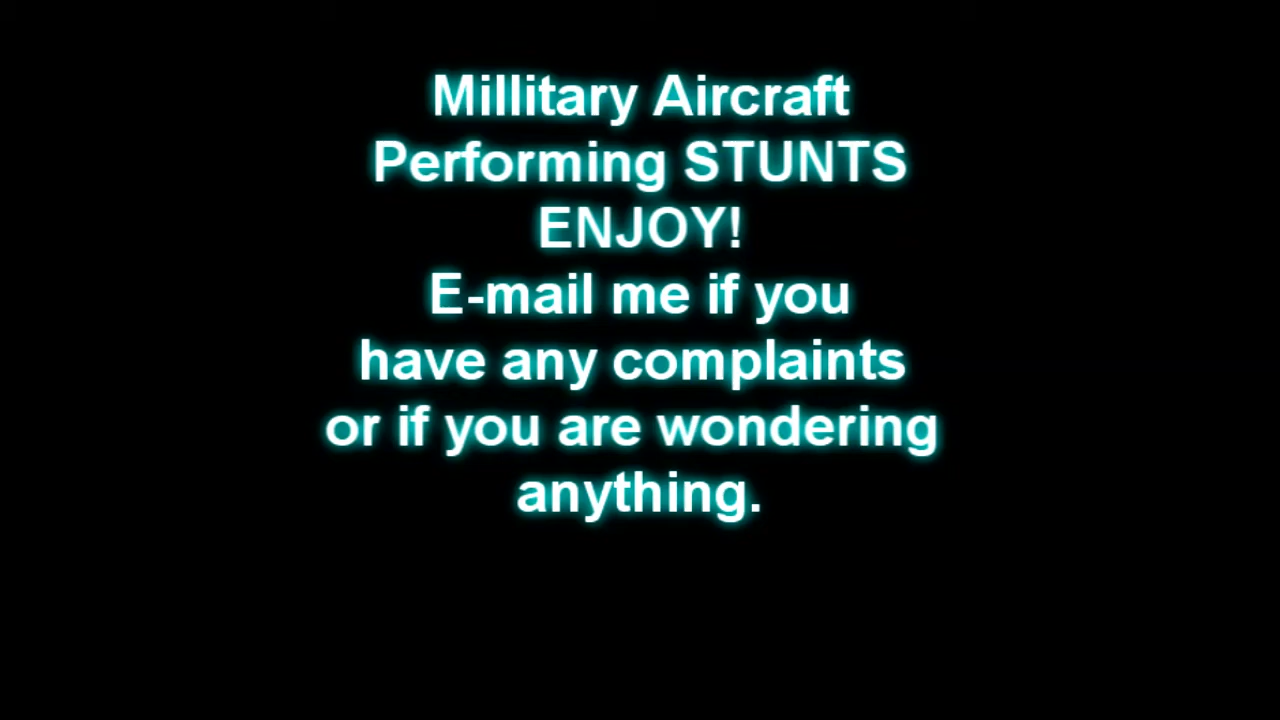 Millitary Aircraft
Performing STUNTS
ENJOY!
E-mail me if you
have any complaints
or if you are wondering
anything.